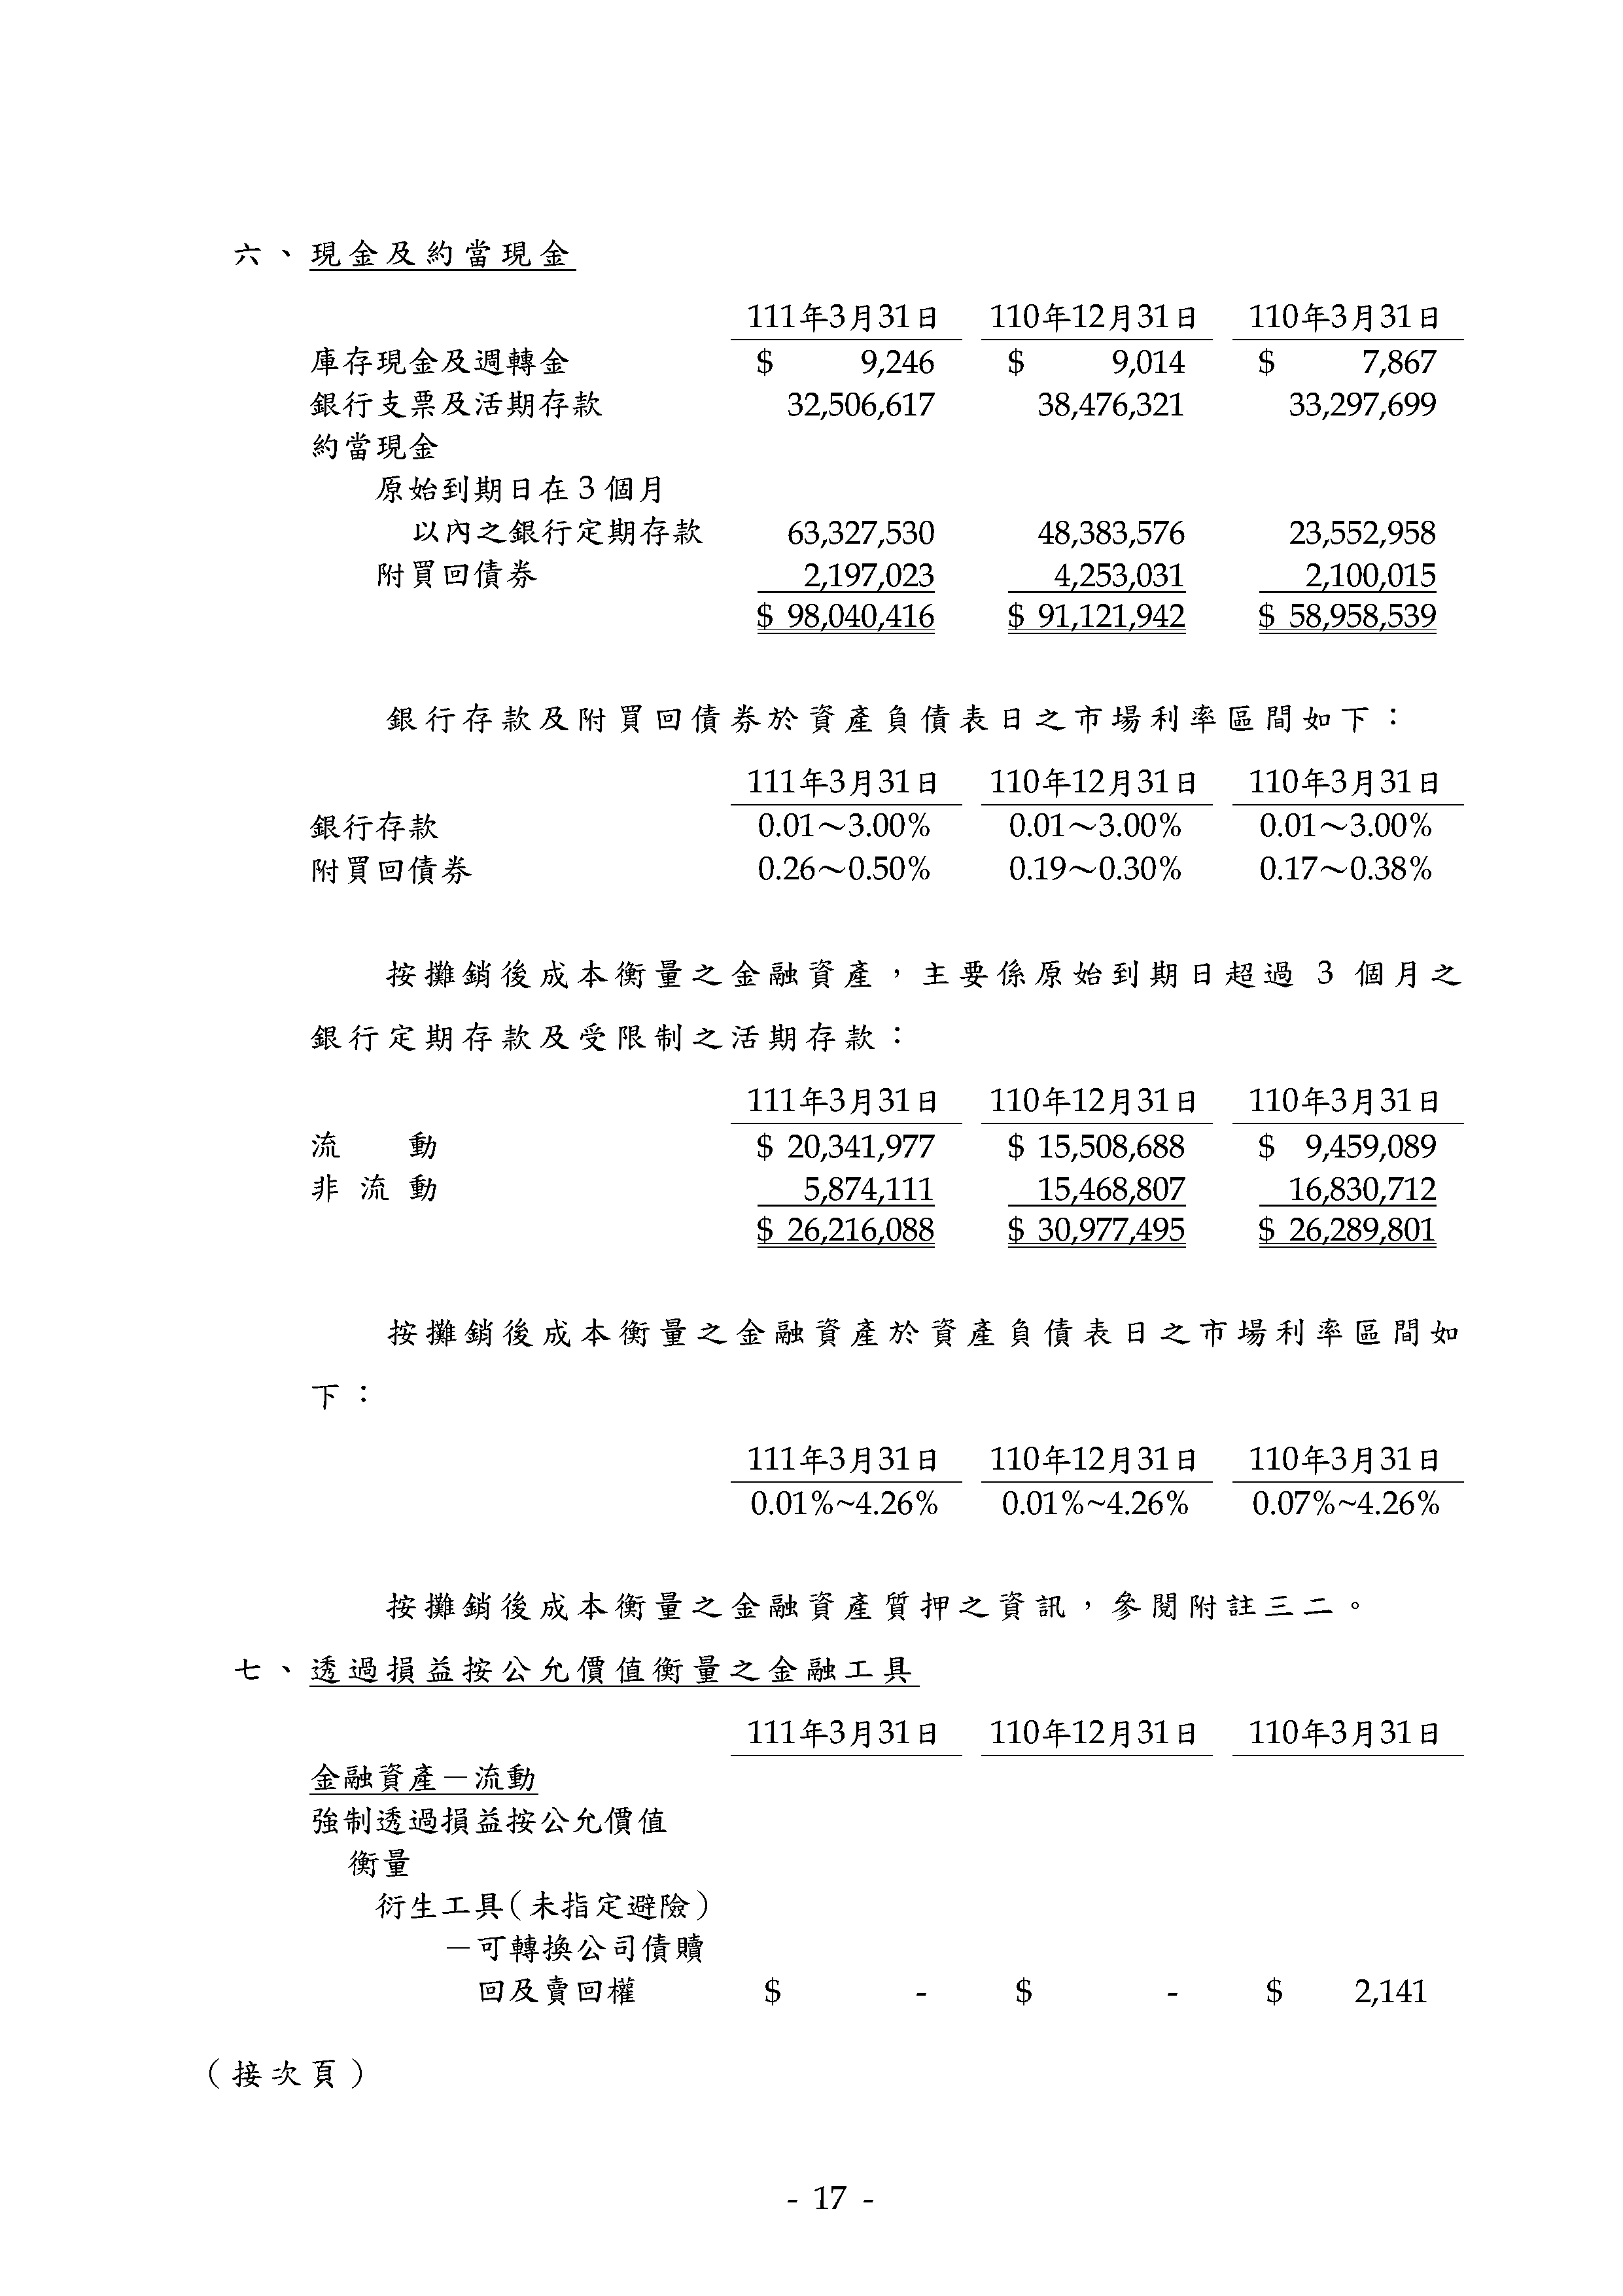 六、現金及約當現金
111年3月31日 110年12月31日 110年3月31日
庫存現金及週轉金 $ 9,246 $ 9,014 $ 7,867
銀行支票及活期存款 32,506,617 38,476,321 33,297,699
約當現金
原始到期日在 3 個月
以內之銀行定期存款 63,327,530 48,383,576 23,552,958
附買回債券 2,197,023 4,253,031 2,100,015
$ 98,040,416 $ 91,121,942 $ 58,958,539
銀行存款及附買回債券於資產負債表日之市場利率區間如下：
111年3月31日 110年12月31日 110年3月31日
銀行存款 0.01～3.00% 0.01～3.00% 0.01～3.00%
附買回債券 0.26～0.50% 0.19～0.30% 0.17～0.38%
按攤銷後成本衡量之金融資產，主要係原始到期日超過 3 個月之
銀行定期存款及受限制之活期存款：
111年3月31日 110年12月31日 110年3月31日
流 動 $ 20,341,977 $ 15,508,688 $ 9,459,089
非 流 動 5,874,111 15,468,807 16,830,712
$ 26,216,088 $ 30,977,495 $ 26,289,801
按攤銷後成本衡量之金融資產於資產負債表日之市場利率區間如
下：
111年3月31日 110年12月31日 110年3月31日
0.01%~4.26% 0.01%~4.26% 0.07%~4.26%
按攤銷後成本衡量之金融資產質押之資訊，參閱附註三二。
七、透過損益按公允價值衡量之金融工具
111年3月31日 110年12月31日 110年3月31日
金融資產－流動
強制透過損益按公允價值
衡量
衍生工具（未指定避險）
－可轉換公司債贖
回及賣回權 $ - $ - $ 2,141
（接次頁）
- 17 -